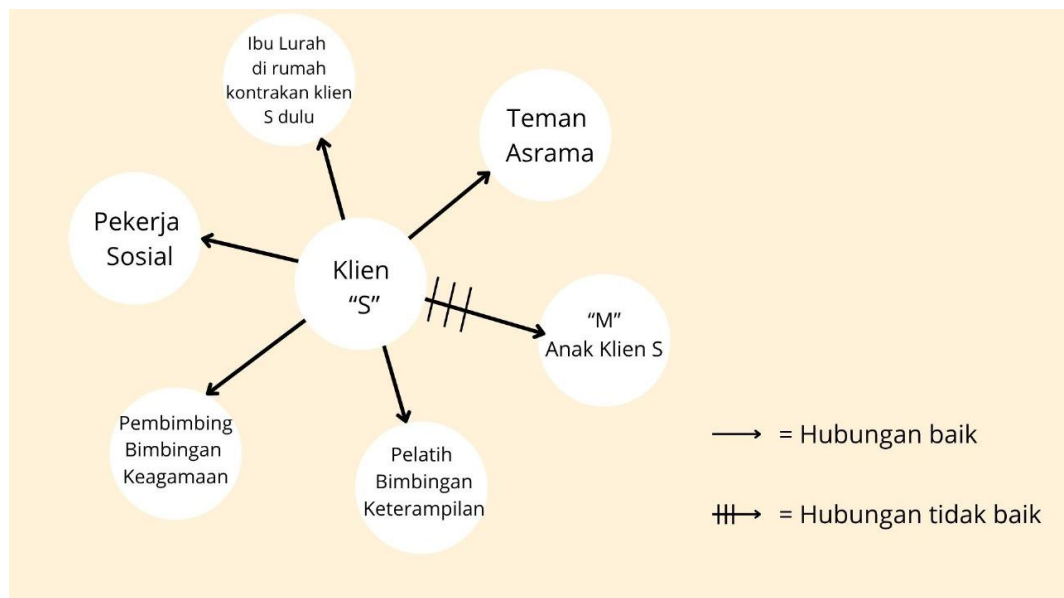 Ibu Lurah
di rumah
kontrakan klien
S dulu
Teman
Asrama
Pekerja
Sosial
Klien
“S”
“M”
Anak Klien S
Pembimbing
Bimbingan
Keagamaan
Pelatih
Bimbingan
Keterampilan
= Hubungan baik
= Hubungan tidak baik